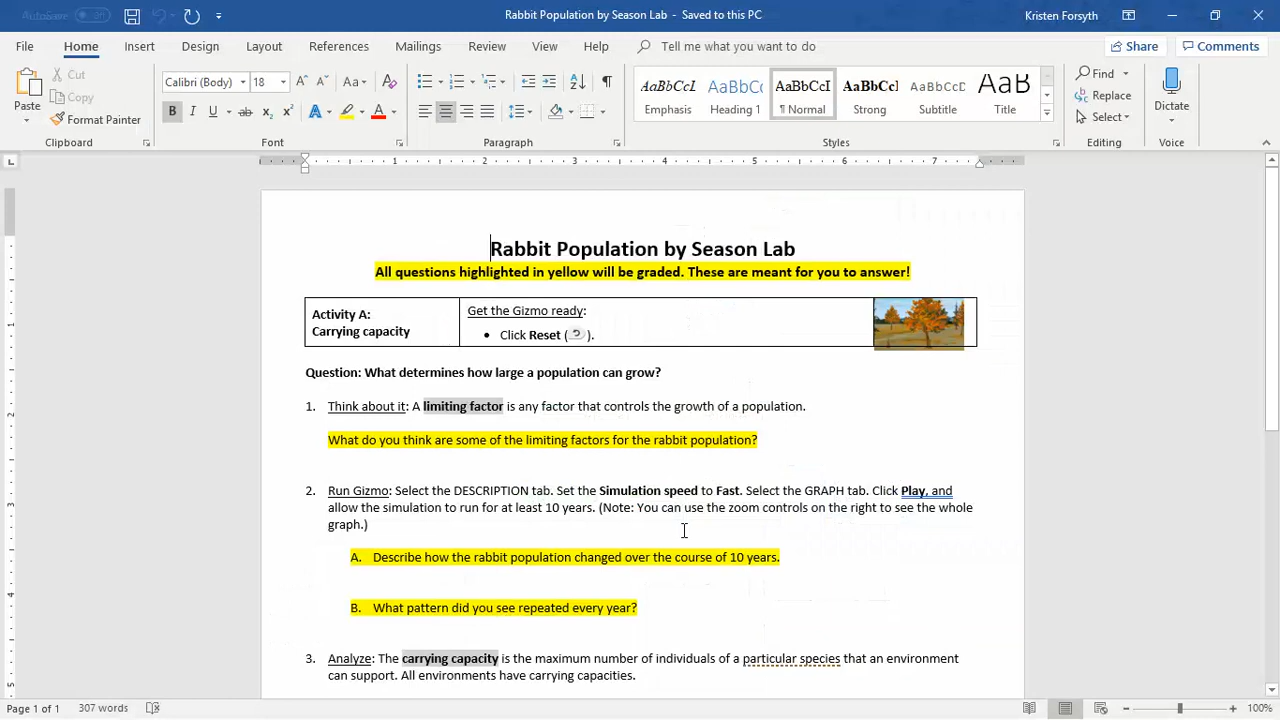 AutoSave Off
Rabbit Population by Season Lab - Saved to this PC
Kristen Forsyth
File Home Insert Design Layout References Mailings Review View Help Tell me what you want to do Share Comments
Paste
Cut
Copy
Format Painter
Clipboard
Calibri (Body) 18
Font
Paragraph
AaBbCcI AaBbCc AaBbCcI AaBbCcI AaBbCcD AaB
Emphasis Heading 1 ¶ Normal Strong Subtitle Title
Styles
Find
Replace
Select
Editing
Dictate
Voice
1 2 3 4 5 6 7
Rabbit Population by Season Lab
All questions highlighted in yellow will be graded. These are meant for you to answer!
Activity A:
Carrying capacity
Get the Gizmo ready:
• Click Reset ( ).
Question: What determines how large a population can grow?
1. Think about it: A limiting factor is any factor that controls the growth of a population.
What do you think are some of the limiting factors for the rabbit population?
2. Run Gizmo: Select the DESCRIPTION tab. Set the Simulation speed to Fast. Select the GRAPH tab. Click Play, and
allow the simulation to run for at least 10 years. (Note: You can use the zoom controls on the right to see the whole
graph.)
A. Describe how the rabbit population changed over the course of 10 years.
B. What pattern did you see repeated every year?
3. Analyze: The carrying capacity is the maximum number of individuals of a particular species that an environment
can support. All environments have carrying capacities.
Page 1 of 1 307 words
100%